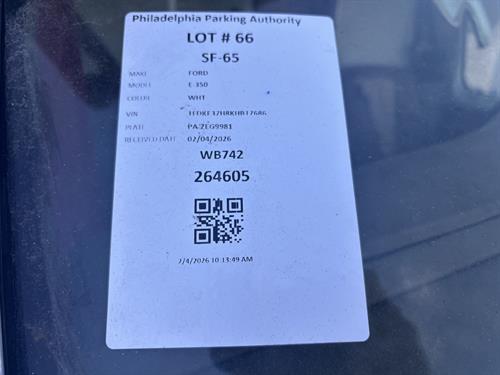 Philadelphia Parking Authority
LOT # 66
SF-65
MAKE FORD
MODEL E-350
COLOR WHT
VIN
PLATE PA ZEG9981
RECEIVED DATE 02/04/2026
WB742
264605
2/4/2026 10:13:49 AM